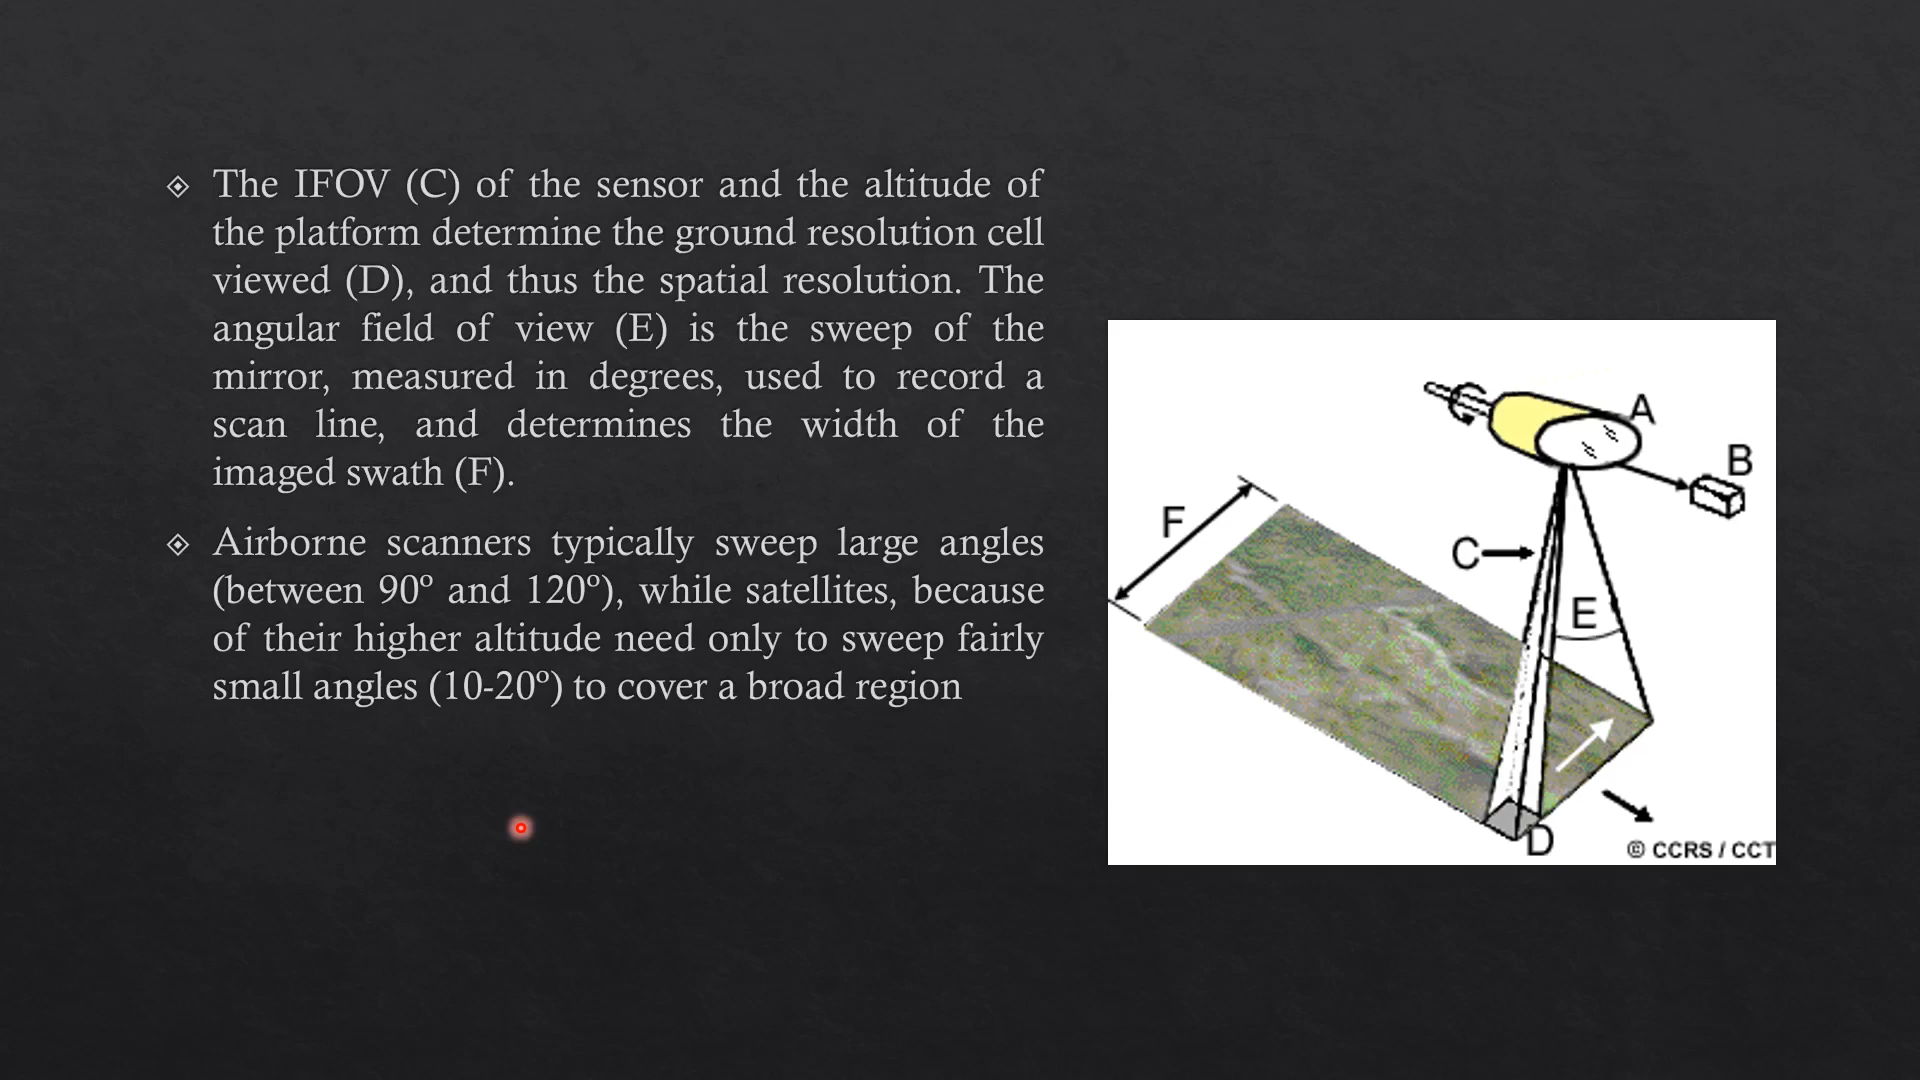 The IFOV (C) of the sensor and the altitude of
the platform determine the ground resolution cell
viewed (D), and thus the spatial resolution. The
angular field of view (E) is the sweep of the
mirror, measured in degrees, used to record a
scan line, and determines the width of the
imaged swath (F).
Airborne scanners typically sweep large angles
(between 90º and 120º), while satellites, because
of their higher altitude need only to sweep fairly
small angles (10-20º) to cover a broad region
A
B
F
C
E
D
© CCRS / CCT